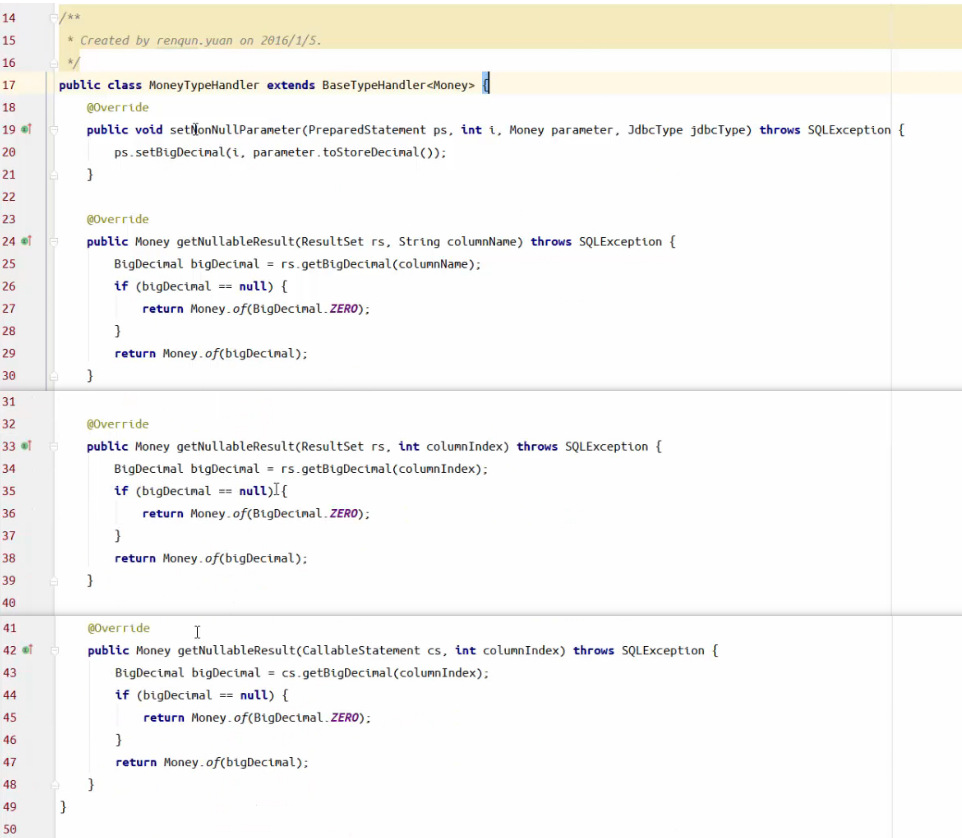 14 /**
15  * Created by renqun.yuan on 2016/1/5.
16  */
17 public class MoneyTypeHandler extends BaseTypeHandler<Money> {
18     @Override
19     public void setNonNullParameter(PreparedStatement ps, int i, Money parameter, JdbcType jdbcType) throws SQLException {
20         ps.setBigDecimal(i, parameter.toStoreDecimal());
21     }
22
23     @Override
24     public Money getNullableResult(ResultSet rs, String columnName) throws SQLException {
25         BigDecimal bigDecimal = rs.getBigDecimal(columnName);
26         if (bigDecimal == null) {
27             return Money.of(BigDecimal.ZERO);
28         }
29         return Money.of(bigDecimal);
30     }
31
32     @Override
33     public Money getNullableResult(ResultSet rs, int columnIndex) throws SQLException {
34         BigDecimal bigDecimal = rs.getBigDecimal(columnIndex);
35         if (bigDecimal == null) {
36             return Money.of(BigDecimal.ZERO);
37         }
38         return Money.of(bigDecimal);
39     }
40
41     @Override
42     public Money getNullableResult(CallableStatement cs, int columnIndex) throws SQLException {
43         BigDecimal bigDecimal = cs.getBigDecimal(columnIndex);
44         if (bigDecimal == null) {
45             return Money.of(BigDecimal.ZERO);
46         }
47         return Money.of(bigDecimal);
48     }
49 }
50